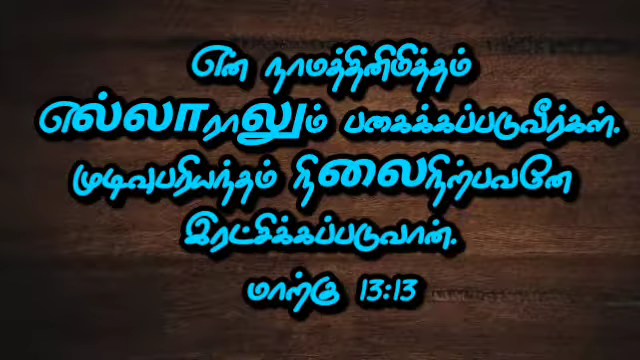 என் நாமத்தினிமித்தம்
எல்லாராலும் பகைக்கப்படுவீர்கள்.
முடிவுபரியந்தம் நிலைநிற்பவனே
இரட்சிக்கப்படுவான்.
மாற்கு 13:13